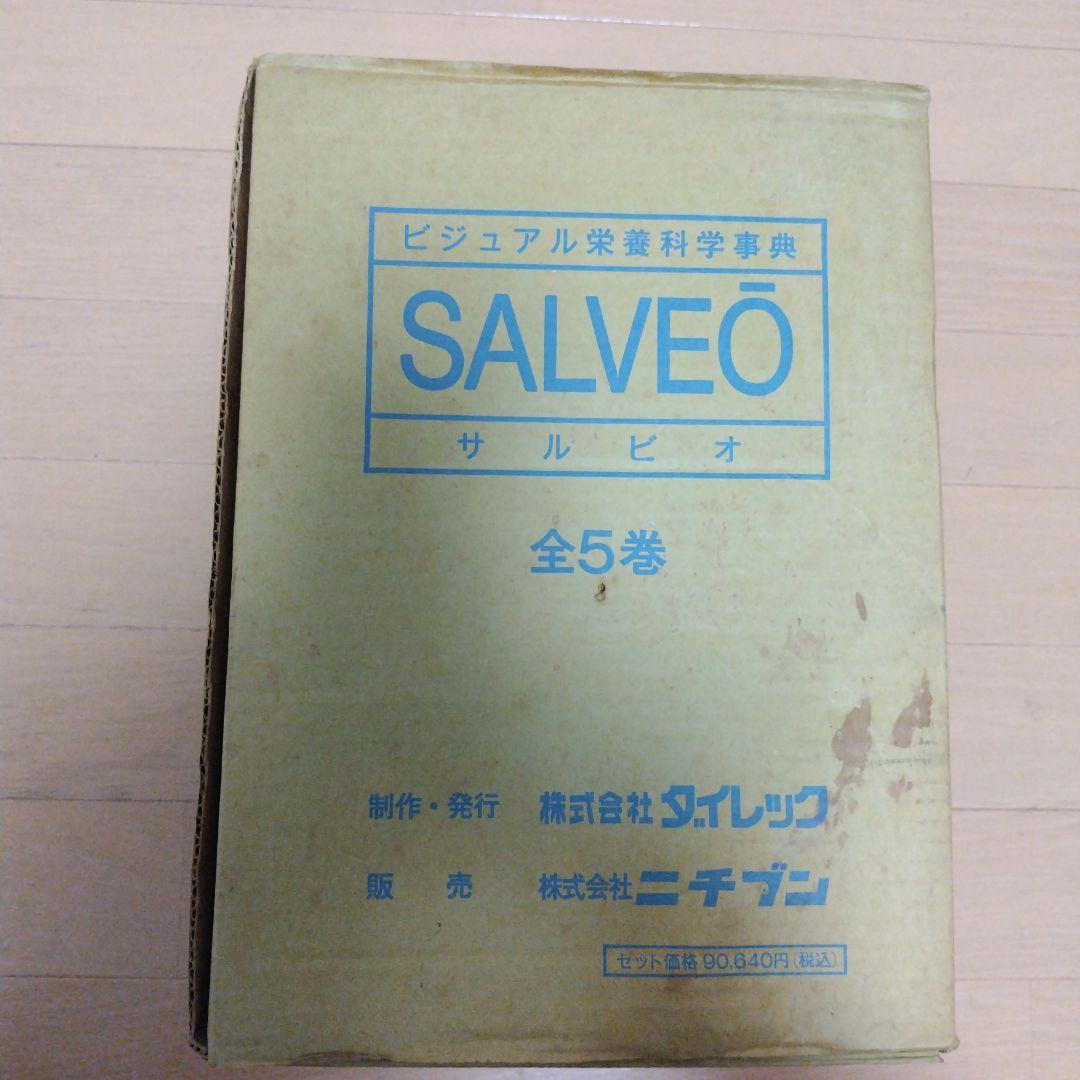 ビジュアル栄養科学事典
SALVEŌ
サルビオ
全5巻
制作・発行 株式会社ダイレック
販売 株式会社ニチブン
セット価格 90,640円(税込)